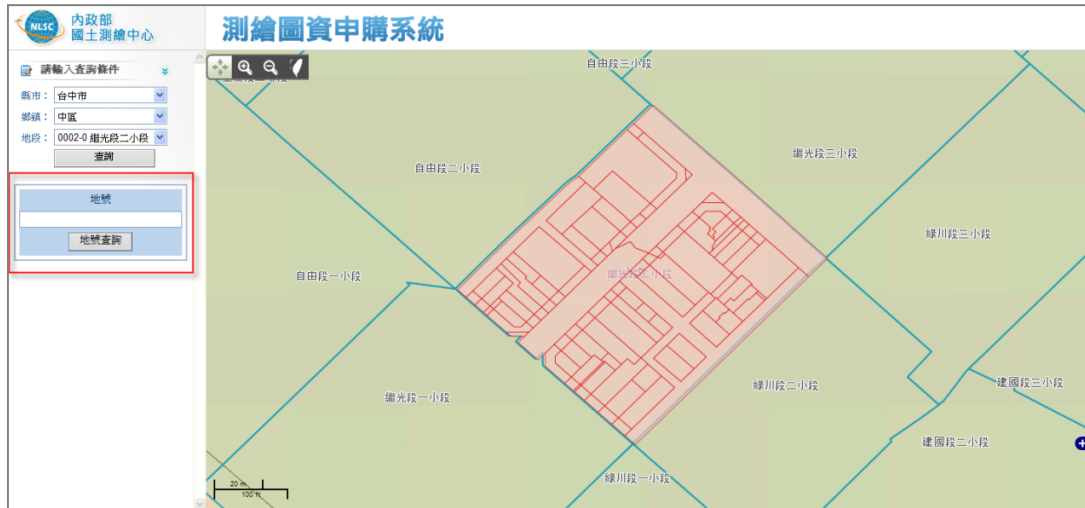 NLSC
內政部
國土測繪中心
測繪圖資申購系統
請輸入查詢條件
縣市：
台中市
鄉鎮：
中區
地段：
0002-0 繼光段二小段
查詢
地號
地號查詢
自由段三小段
繼光段三小段
自由段二小段
綠川段三小段
自由段一小段
繼光段一小段
綠川段二小段
建國段三小段
建國段二小段
綠川段一小段
20 m
100 ft